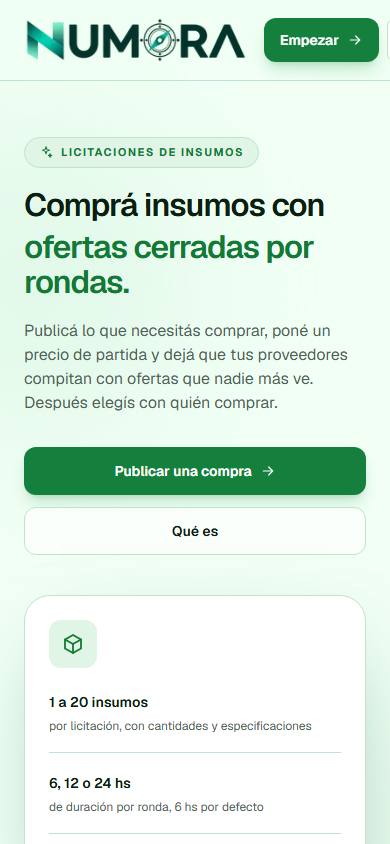 NUMORA
Empezar
LICITACIONES DE INSUMOS
Comprá insumos con
ofertas cerradas por
rondas.
Publicá lo que necesitás comprar, poné un
precio de partida y dejá que tus proveedores
compitan con ofertas que nadie más ve.
Después elegís con quién comprar.
Publicar una compra
Qué es
1 a 20 insumos
por licitación, con cantidades y especificaciones
6, 12 o 24 hs
de duración por ronda, 6 hs por defecto